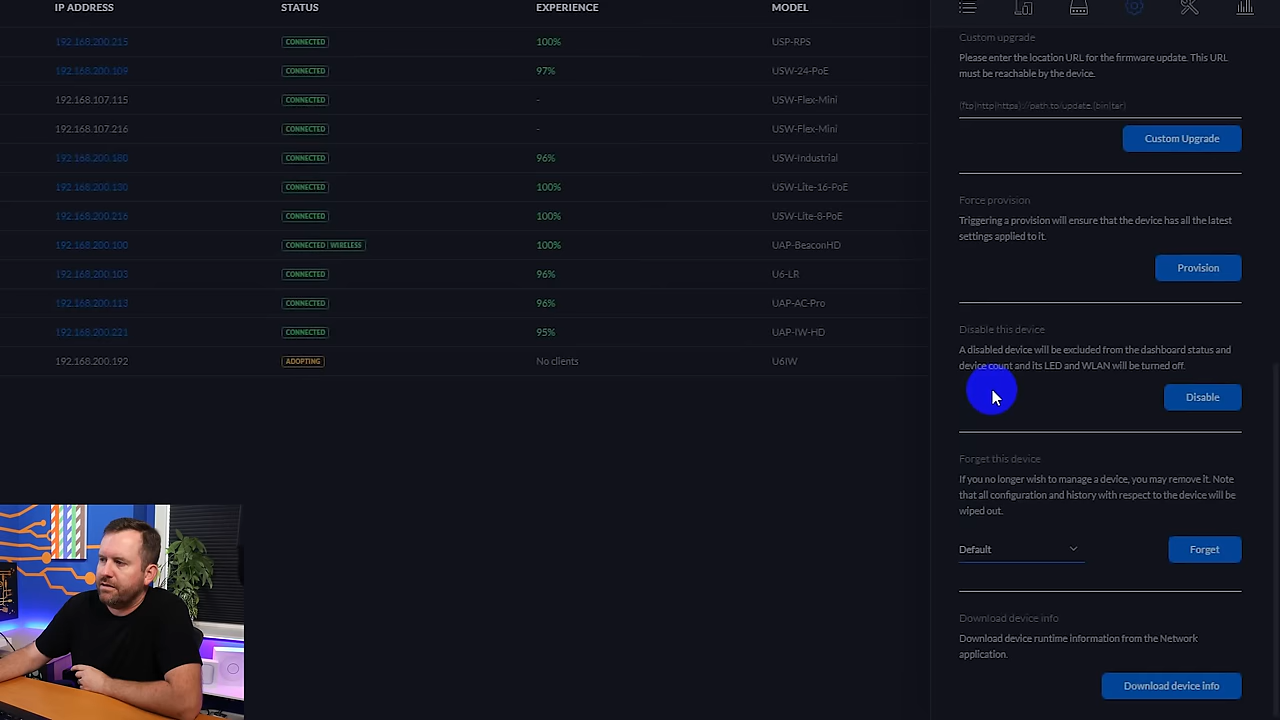 IP ADDRESS STATUS EXPERIENCE MODEL
192.168.200.215 CONNECTED 100% USP-RPS
192.168.200.109 CONNECTED 97% USW-24-PoE
192.168.107.115 CONNECTED - USW-Flex-Mini
192.168.107.216 CONNECTED - USW-Flex-Mini
192.168.200.180 CONNECTED 96% USW-Industrial
192.168.200.130 CONNECTED 100% USW-Lite-16-PoE
192.168.200.216 CONNECTED 100% USW-Lite-8-PoE
192.168.200.100 CONNECTED WIRELESS 100% UAP-BeaconHD
192.168.200.103 CONNECTED 96% U6-LR
192.168.200.113 CONNECTED 96% UAP-AC-Pro
192.168.200.221 CONNECTED 95% UAP-IW-HD
192.168.200.192 ADOPTING No clients U6IW
Custom upgrade
Please enter the location URL for the firmware update. This URL
must be reachable by the device.
(ftp|http|https)://path.to/update.(bin|tar)
Custom Upgrade
Force provision
Triggering a provision will ensure that the device has all the latest
settings applied to it.
Provision
Disable this device
A disabled device will be excluded from the dashboard status and
device count and its LED and WLAN will be turned off.
Disable
Forget this device
If you no longer wish to manage a device, you may remove it. Note
that all configuration and history with respect to the device will be
wiped out.
Default
Forget
Download device info
Download device runtime information from the Network
application.
Download device info